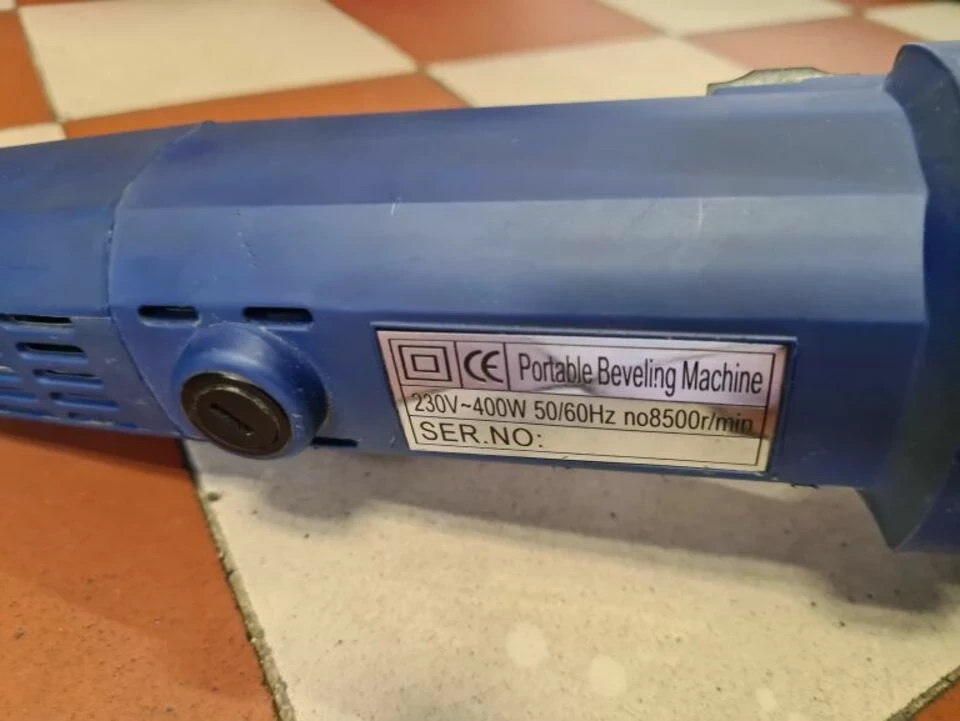 CE Portable Beveling Machine
230V~400W 50/60Hz no8500r/min
SER.NO: